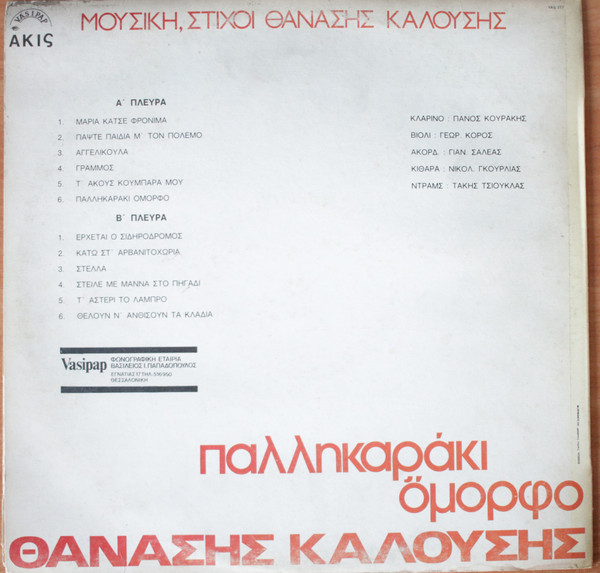 VASIPAP
ΑΚΙς
ΜΟΥΣΙΚΗ, ΣΤΙΧΟΙ ΘΑΝΑΣΗΣ ΚΑΛΟΥΣΗΣ
Α΄ ΠΛΕΥΡΑ
1. ΜΑΡΙΑ ΚΑΤΣΕ ΦΡΟΝΙΜΑ
2. ΠΑΨΤΕ ΠΑΙΔΙΑ Μ΄ ΤΟΝ ΠΟΛΕΜΟ
3. ΑΓΓΕΛΙΚΟΥΛΑ
4. ΓΡΑΜΜΟΣ
5. Τ΄ ΑΚΟΥΣ ΚΟΥΜΠΑΡΑ ΜΟΥ
6. ΠΑΛΛΗΚΑΡΑΚΙ ΟΜΟΡΦΟ
Β΄ ΠΛΕΥΡΑ
1. ΕΡΧΕΤΑΙ Ο ΣΙΔΗΡΟΔΡΟΜΟΣ
2. ΚΑΤΩ ΣΤ΄ ΑΡΒΑΝΙΤΟΧΩΡΙΑ
3. ΣΤΕΛΛΑ
4. ΣΤΕΙΛΕ ΜΕ ΜΑΝΝΑ ΣΤΟ ΠΗΓΑΔΙ
5. Τ΄ ΑΣΤΕΡΙ ΤΟ ΛΑΜΠΡΟ
6. ΘΕΛΟΥΝ Ν΄ ΑΝΘΙΣΟΥΝ ΤΑ ΚΛΑΔΙΑ
ΚΛΑΡΙΝΟ : ΠΑΝΟΣ ΚΟΥΡΑΚΗΣ
ΒΙΟΛΙ : ΓΕΩΡ. ΚΟΡΟΣ
ΑΚΟΡΔ. : ΓΙΑΝ. ΣΑΛΕΑΣ
ΚΙΘΑΡΑ : ΝΙΚΟΛ. ΓΚΟΥΡΛΙΑΣ
ΝΤΡΑΜΣ : ΤΑΚΗΣ ΤΣΙΟΥΚΛΑΣ
Vasipap
ΦΩΝΟΓΡΑΦΙΚΗ ΕΤΑΙΡΙΑ
ΒΑΣΙΛΕΙΟΣ Ι. ΠΑΠΑΔΟΠΟΥΛΟΣ
ΕΓΝΑΤΙΑΣ ΤΗΛ.
ΘΕΣΣΑΛΟΝΙΚΗ
παλληκαράκι
ὄμορφο
ΘΑΝΑΣΗΣ ΚΑΛΟΥΣΗΣ